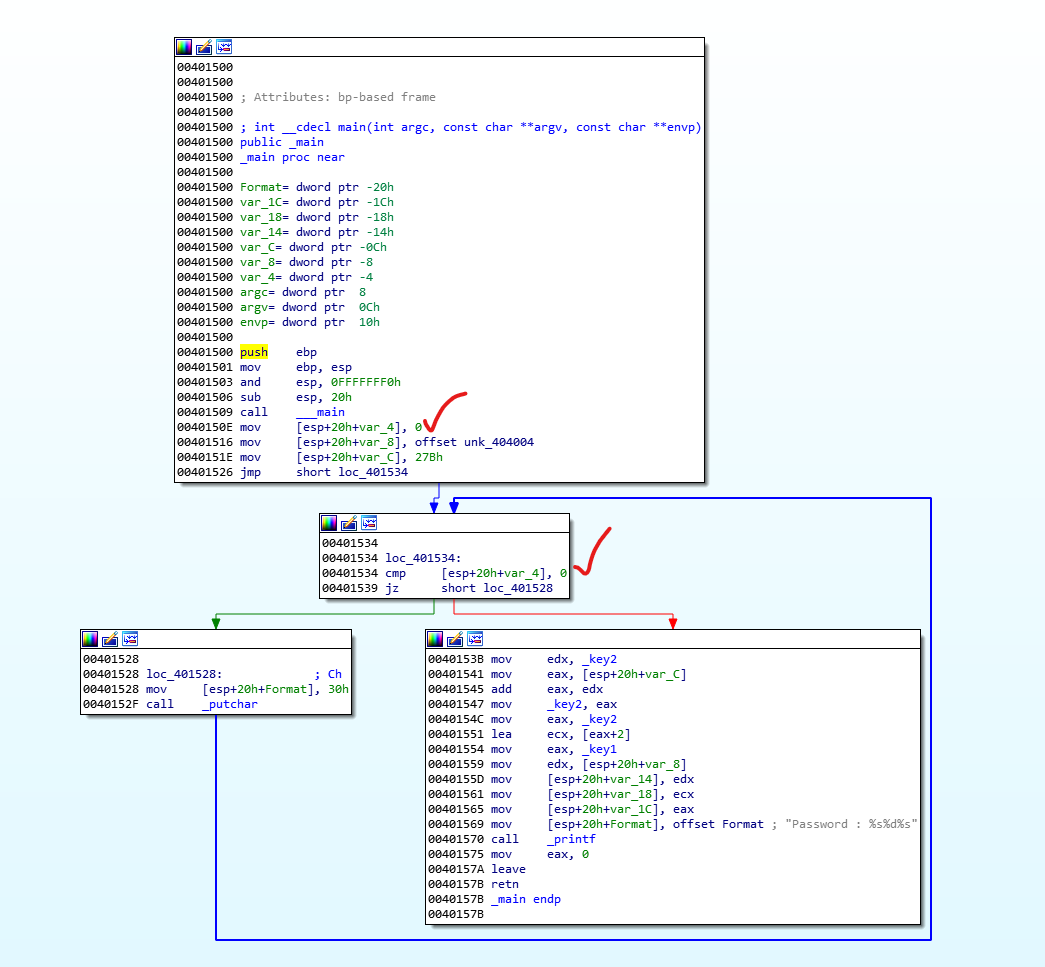 00401500
00401500
00401500 ; Attributes: bp-based frame
00401500
00401500 ; int __cdecl main(int argc, const char **argv, const char **envp)
00401500 public _main
00401500 _main proc near
00401500
00401500 Format= dword ptr -20h
00401500 var_1C= dword ptr -1Ch
00401500 var_18= dword ptr -18h
00401500 var_14= dword ptr -14h
00401500 var_C= dword ptr -0Ch
00401500 var_8= dword ptr -8
00401500 var_4= dword ptr -4
00401500 argc= dword ptr  8
00401500 argv= dword ptr  0Ch
00401500 envp= dword ptr  10h
00401500
00401500 push    ebp
00401501 mov     ebp, esp
00401503 and     esp, 0FFFFFFF0h
00401506 sub     esp, 20h
00401509 call    ___main
0040150E mov     [esp+20h+var_4], 0
00401516 mov     [esp+20h+var_8], offset unk_404004
0040151E mov     [esp+20h+var_C], 27Bh
00401526 jmp     short loc_401534
00401534
00401534 loc_401534:
00401534 cmp     [esp+20h+var_4], 0
00401539 jz      short loc_401528
00401528
00401528 loc_401528:             ; Ch
00401528 mov     [esp+20h+Format], 30h
0040152F call    _putchar
0040153B mov     edx, _key2
00401541 mov     eax, [esp+20h+var_C]
00401545 add     eax, edx
00401547 mov     _key2, eax
0040154C mov     eax, _key2
00401551 lea     ecx, [eax+2]
00401554 mov     eax, _key1
00401559 mov     edx, [esp+20h+var_8]
0040155D mov     [esp+20h+var_14], edx
00401561 mov     [esp+20h+var_18], ecx
00401565 mov     [esp+20h+var_1C], eax
00401569 mov     [esp+20h+Format], offset Format ; "Password : %s%d%s"
00401570 call    _printf
00401575 mov     eax, 0
0040157A leave
0040157B retn
0040157B _main endp
0040157B